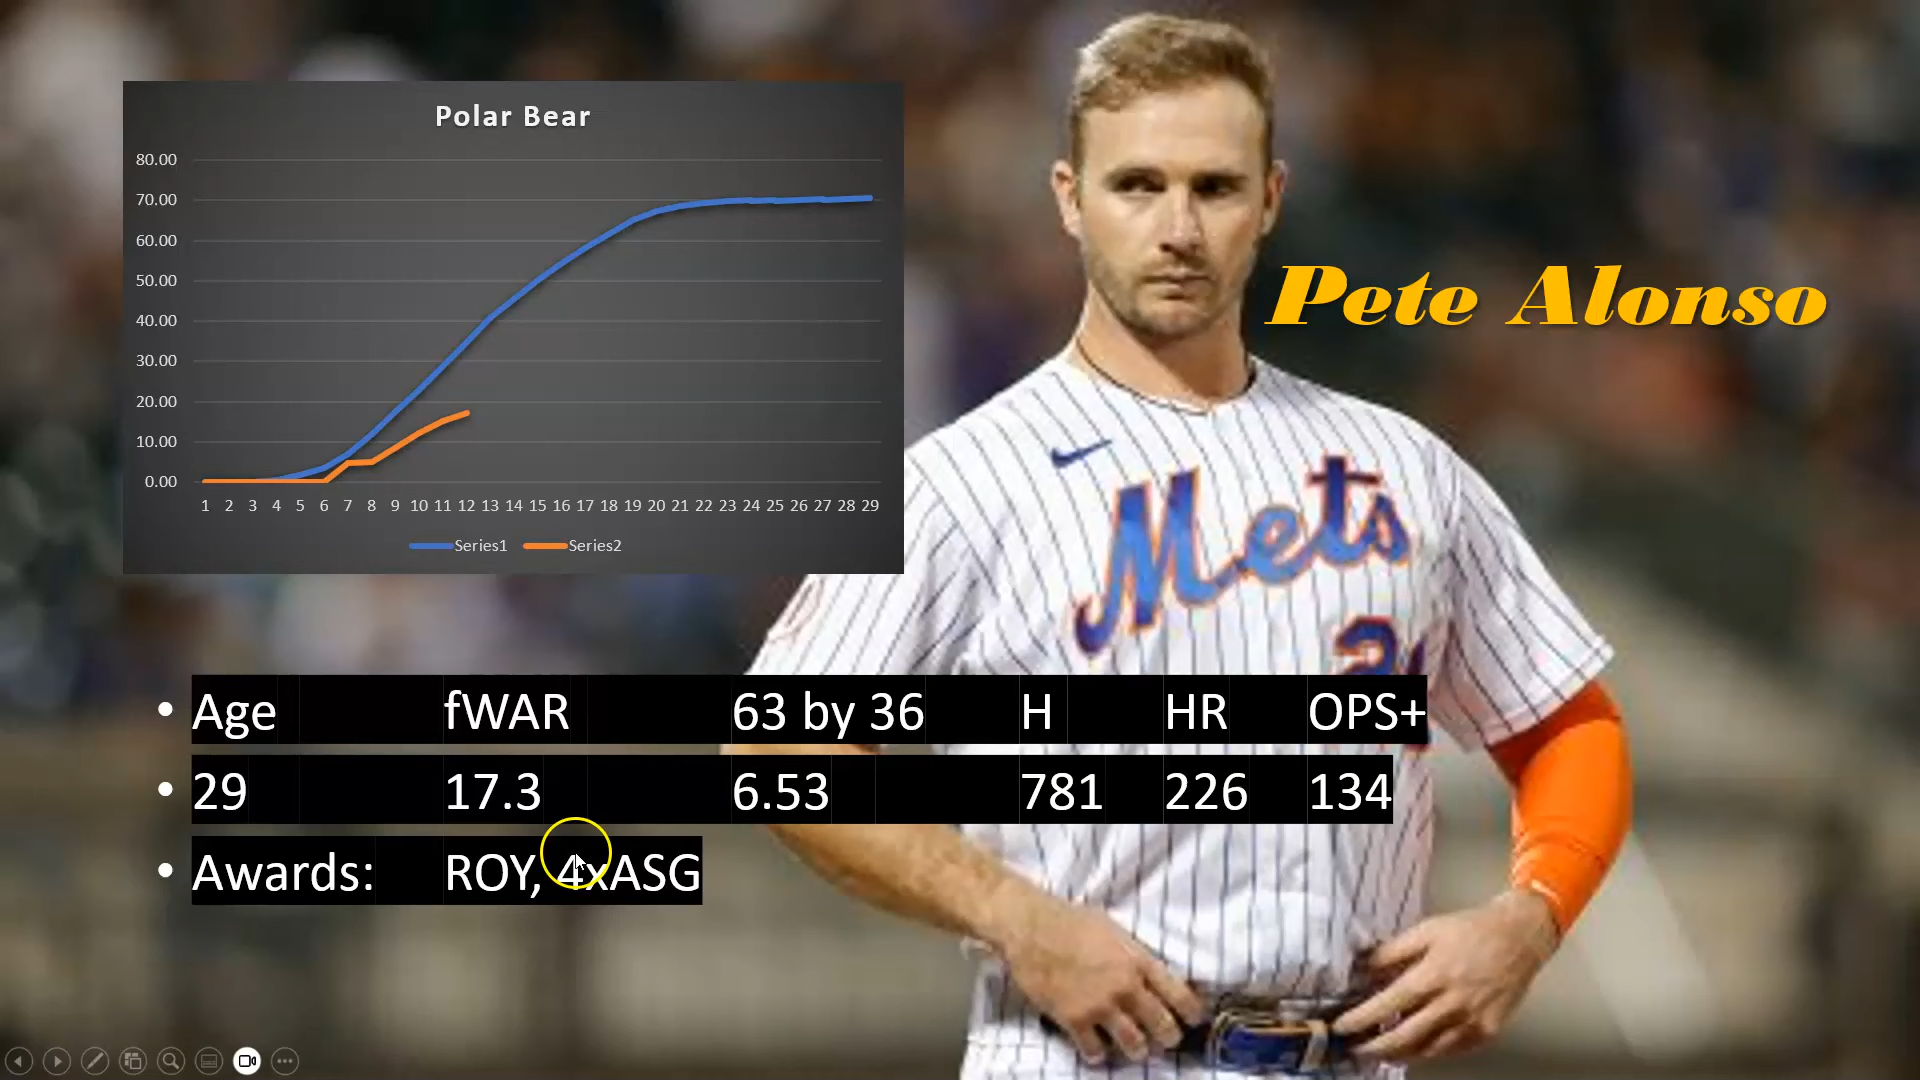 Polar Bear
80.00
70.00
60.00
50.00
40.00
30.00
20.00
10.00
0.00
1 2 3 4 5 6 7 8 9 10 11 12 13 14 15 16 17 18 19 20 21 22 23 24 25 26 27 28 29
Series1 Series2
Pete Alonso
Mets
• Age fWAR 63 by 36 H HR OPS+
• 29 17.3 6.53 781 226 134
• Awards: ROY, 4xASG